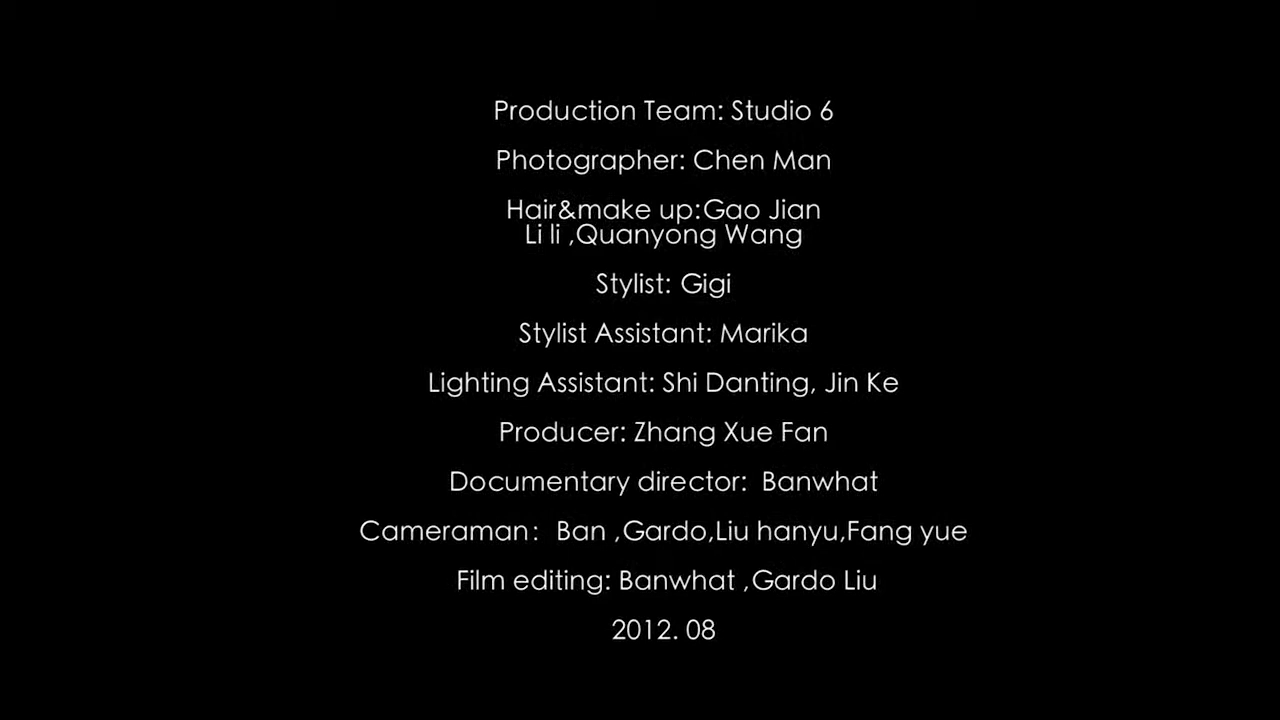 Production Team: Studio 6
Photographer: Chen Man
Hair&make up:Gao Jian
Li li ,Quanyong Wang
Stylist: Gigi
Stylist Assistant: Marika
Lighting Assistant: Shi Danting, Jin Ke
Producer: Zhang Xue Fan
Documentary director:  Banwhat
Cameraman:  Ban ,Gardo,Liu hanyu,Fang yue
Film editing: Banwhat ,Gardo Liu
2012. 08